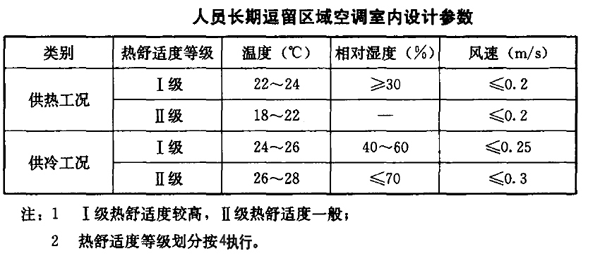 人员长期逗留区域空调室内设计参数
类别 热舒适度等级 温度（℃） 相对湿度（%） 风速（m/s）
供热工况 Ⅰ级 22～24 ≥30 ≤0.2
Ⅱ级 18～22 — ≤0.2
供冷工况 Ⅰ级 24～26 40～60 ≤0.25
Ⅱ级 26～28 ≤70 ≤0.3
注：1 Ⅰ级热舒适度较高，Ⅱ级热舒适度一般；
2 热舒适度等级划分按4执行。